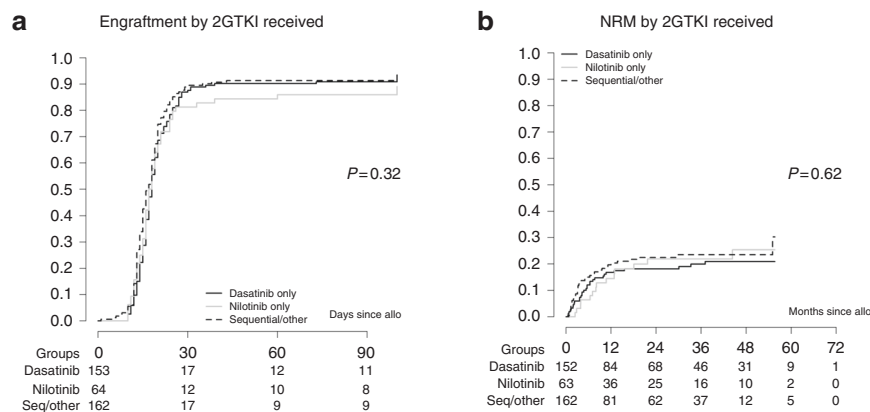 a Engraftment by 2GTKI received
1.0
0.9
0.8
0.7
0.6
0.5
0.4
0.3
0.2
0.1
0.0
P=0.32
Dasatinib only
Nilotinib only
Sequential/other
Days since allo
Groups 0 30 60 90
Dasatinib 153 17 12 11
Nilotinib 64 12 10 8
Seq/other 162 17 9 9
b NRM by 2GTKI received
Dasatinib only
Nilotinib only
Sequential/other
1.0
0.9
0.8
0.7
0.6
0.5
0.4
0.3
0.2
0.1
0.0
P=0.62
Months since allo
Groups 0 12 24 36 48 60 72
Dasatinib 152 84 68 46 31 9 1
Nilotinib 63 36 25 16 10 2 0
Seq/other 162 81 62 37 12 5 0